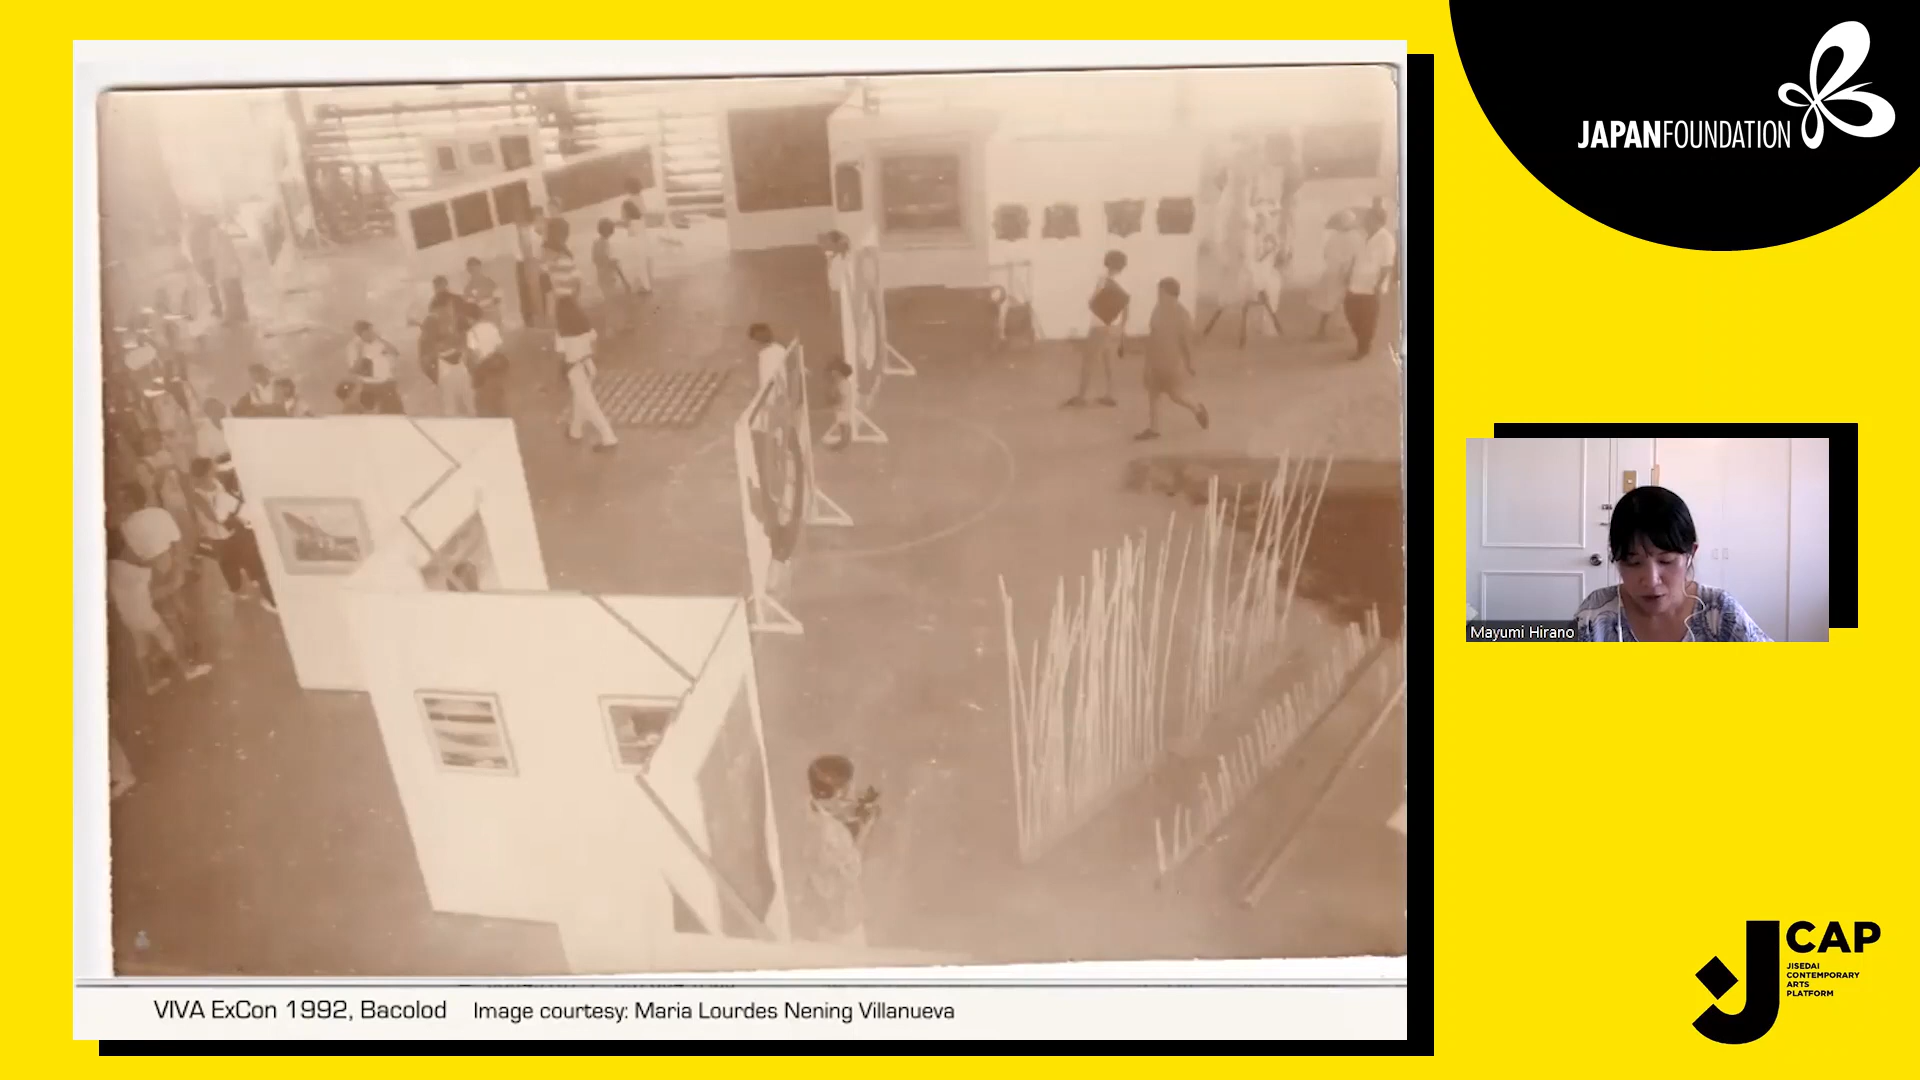 JAPANFOUNDATION
Mayumi Hirano
CAP
JISEDAI
CONTEMPORARY
ARTS
PLATFORM
VIVA ExCon 1992, Bacolod Image courtesy: Maria Lourdes Nening Villanueva